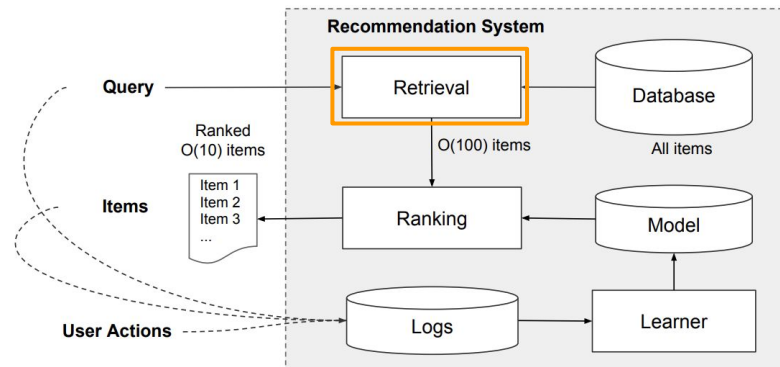 Recommendation System
Query
Retrieval
Database
Ranked
O(10) items
O(100) items
All items
Items
Item 1
Item 2
Item 3
...
Ranking
Model
User Actions
Logs
Learner